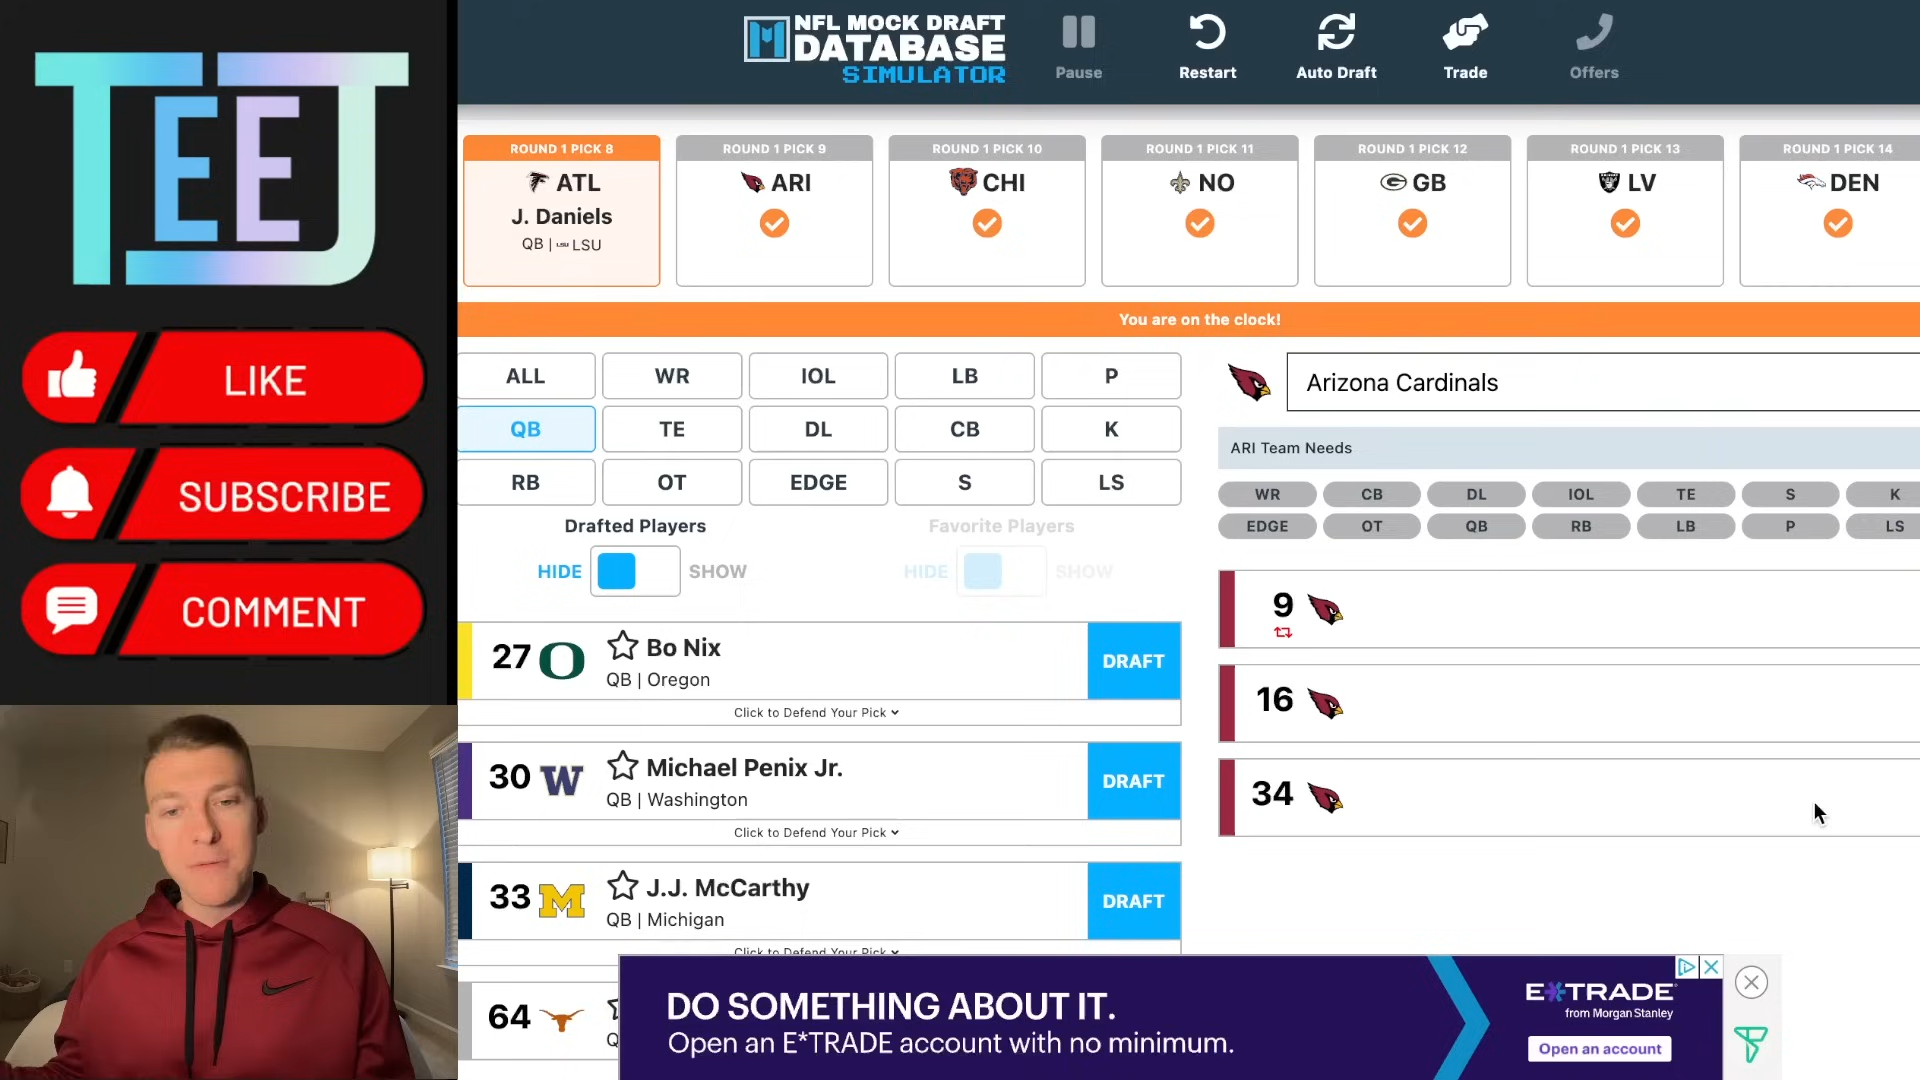 TEEJ
LIKE
SUBSCRIBE
COMMENT
NFL MOCK DRAFT
DATABASE
SIMULATOR
Pause
Restart
Auto Draft
Trade
Offers
ROUND 1 PICK 8
ATL
J. Daniels
QB | LSU LSU
ROUND 1 PICK 9
ARI
ROUND 1 PICK 10
CHI
ROUND 1 PICK 11
NO
ROUND 1 PICK 12
GB
ROUND 1 PICK 13
LV
ROUND 1 PICK 14
DEN
You are on the clock!
ALL WR IOL LB P
QB TE DL CB K
RB OT EDGE S LS
Drafted Players
HIDE SHOW
Favorite Players
HIDE SHOW
27 O Bo Nix
QB | Oregon
DRAFT
Click to Defend Your Pick
30 W Michael Penix Jr.
QB | Washington
DRAFT
Click to Defend Your Pick
33 M J.J. McCarthy
QB | Michigan
DRAFT
Click to Defend Your Pick
64
Arizona Cardinals
ARI Team Needs
WR CB DL IOL TE S K
EDGE OT QB RB LB P LS
9
16
34
DO SOMETHING ABOUT IT.
Open an E*TRADE account with no minimum.
E*TRADE
from Morgan Stanley
Open an account